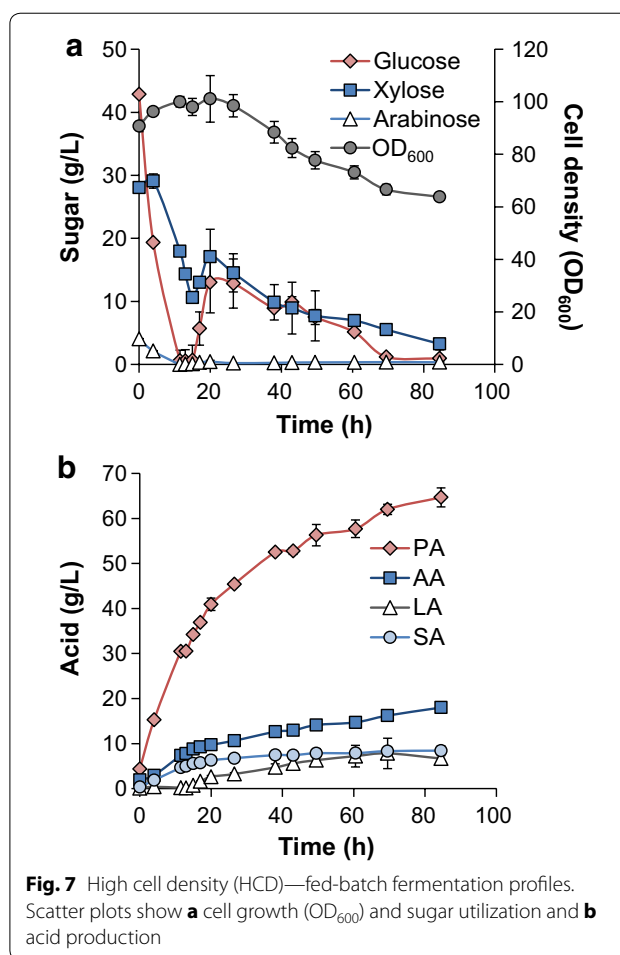 a
50
40
30
20
10
0
Sugar (g/L)
120
100
80
60
40
20
0
Cell density (OD600)
Glucose
Xylose
Arabinose
OD600
0 20 40 60 80 100
Time (h)
b
70
60
50
40
30
20
10
0
Acid (g/L)
PA
AA
LA
SA
0 20 40 60 80 100
Time (h)
Fig. 7 High cell density (HCD)—fed-batch fermentation profiles.
Scatter plots show a cell growth (OD600) and sugar utilization and b
acid production